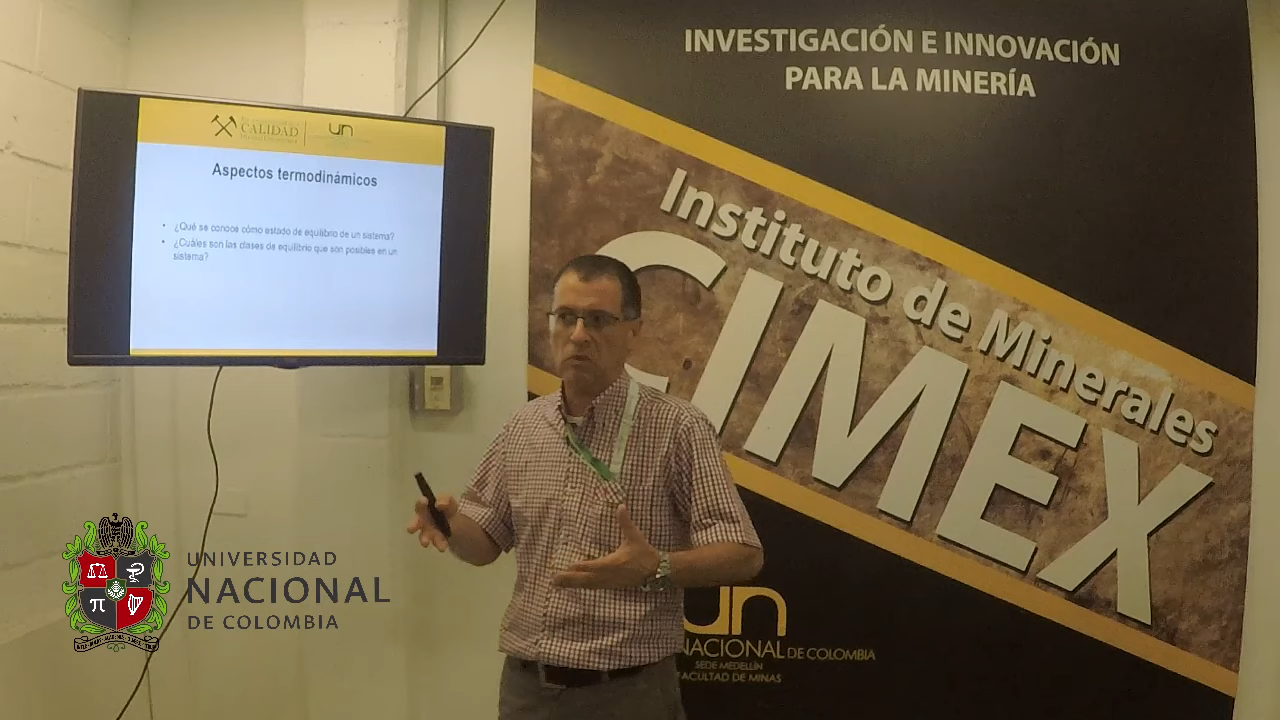 INVESTIGACIÓN E INNOVACIÓN
PARA LA MINERÍA
Instituto de Minerales
CIMEX
CALIDAD
un
Aspectos termodinámicos
• ¿Qué se conoce cómo estado de equilibrio de un sistema?
• ¿Cuáles son las clases de equilibrio que son posibles en un
sistema?
UNIVERSIDAD
NACIONAL
DE COLOMBIA
un
NACIONAL DE COLOMBIA
SEDE MEDELLÍN
FACULTAD DE MINAS